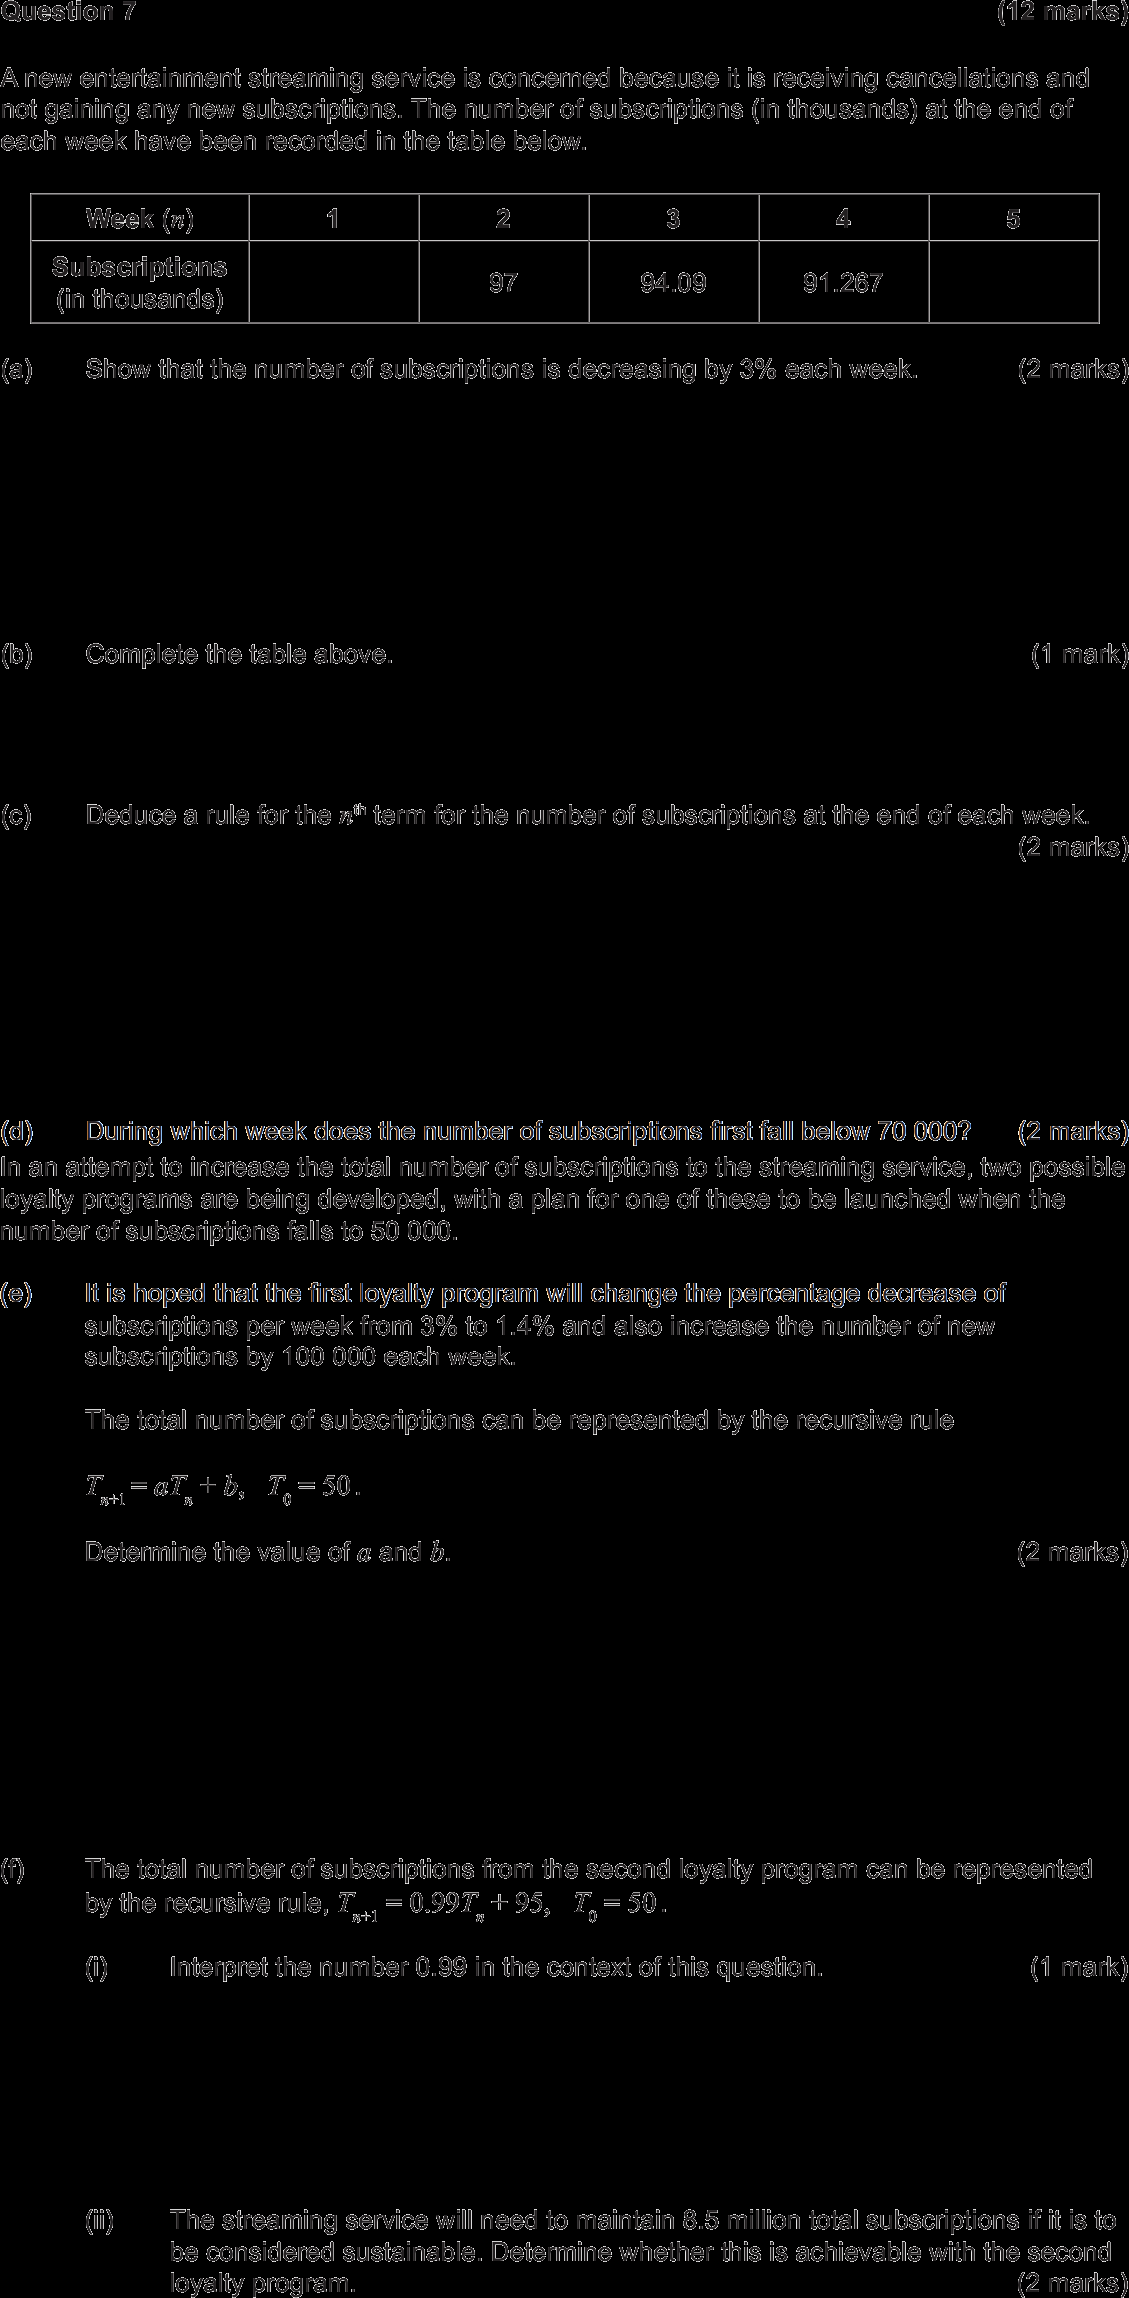 Question 7 (12 marks)
A new entertainment streaming service is concerned because it is receiving cancellations and
not gaining any new subscriptions. The number of subscriptions (in thousands) at the end of
each week have been recorded in the table below.
Week (n) 1 2 3 4 5
Subscriptions
(in thousands) 97 94.09 91.267
(a) Show that the number of subscriptions is decreasing by 3% each week. (2 marks)
(b) Complete the table above. (1 mark)
(c) Deduce a rule for the nᵗʰ term for the number of subscriptions at the end of each week.
(2 marks)
(d) During which week does the number of subscriptions first fall below 70 000? (2 marks)
In an attempt to increase the total number of subscriptions to the streaming service, two possible
loyalty programs are being developed, with a plan for one of these to be launched when the
number of subscriptions falls to 50 000.
(e) It is hoped that the first loyalty program will change the percentage decrease of
subscriptions per week from 3% to 1.4% and also increase the number of new
subscriptions by 100 000 each week.
The total number of subscriptions can be represented by the recursive rule
Tₙ₊₁ = aTₙ + b, T₀ = 50.
Determine the value of a and b. (2 marks)
(f) The total number of subscriptions from the second loyalty program can be represented
by the recursive rule, Tₙ₊₁ = 0.99Tₙ + 95, T₀ = 50.
(i) Interpret the number 0.99 in the context of this question. (1 mark)
(ii) The streaming service will need to maintain 8.5 million total subscriptions if it is to
be considered sustainable. Determine whether this is achievable with the second
loyalty program. (2 marks)